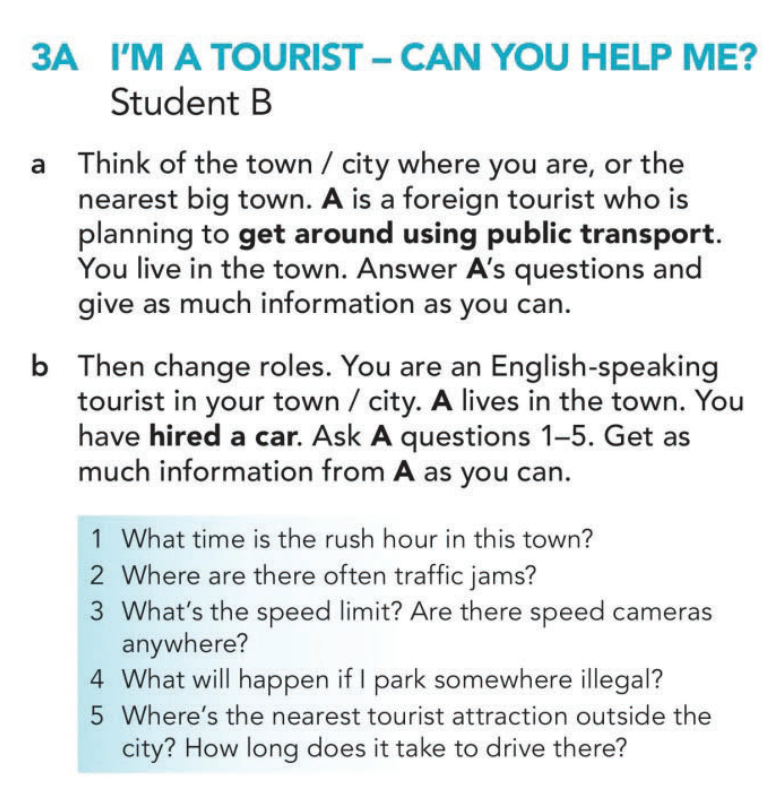 3A I'M A TOURIST – CAN YOU HELP ME?
Student B
a Think of the town / city where you are, or the
nearest big town. A is a foreign tourist who is
planning to get around using public transport.
You live in the town. Answer A's questions and
give as much information as you can.
b Then change roles. You are an English-speaking
tourist in your town / city. A lives in the town. You
have hired a car. Ask A questions 1–5. Get as
much information from A as you can.
1 What time is the rush hour in this town?
2 Where are there often traffic jams?
3 What's the speed limit? Are there speed cameras
anywhere?
4 What will happen if I park somewhere illegal?
5 Where's the nearest tourist attraction outside the
city? How long does it take to drive there?